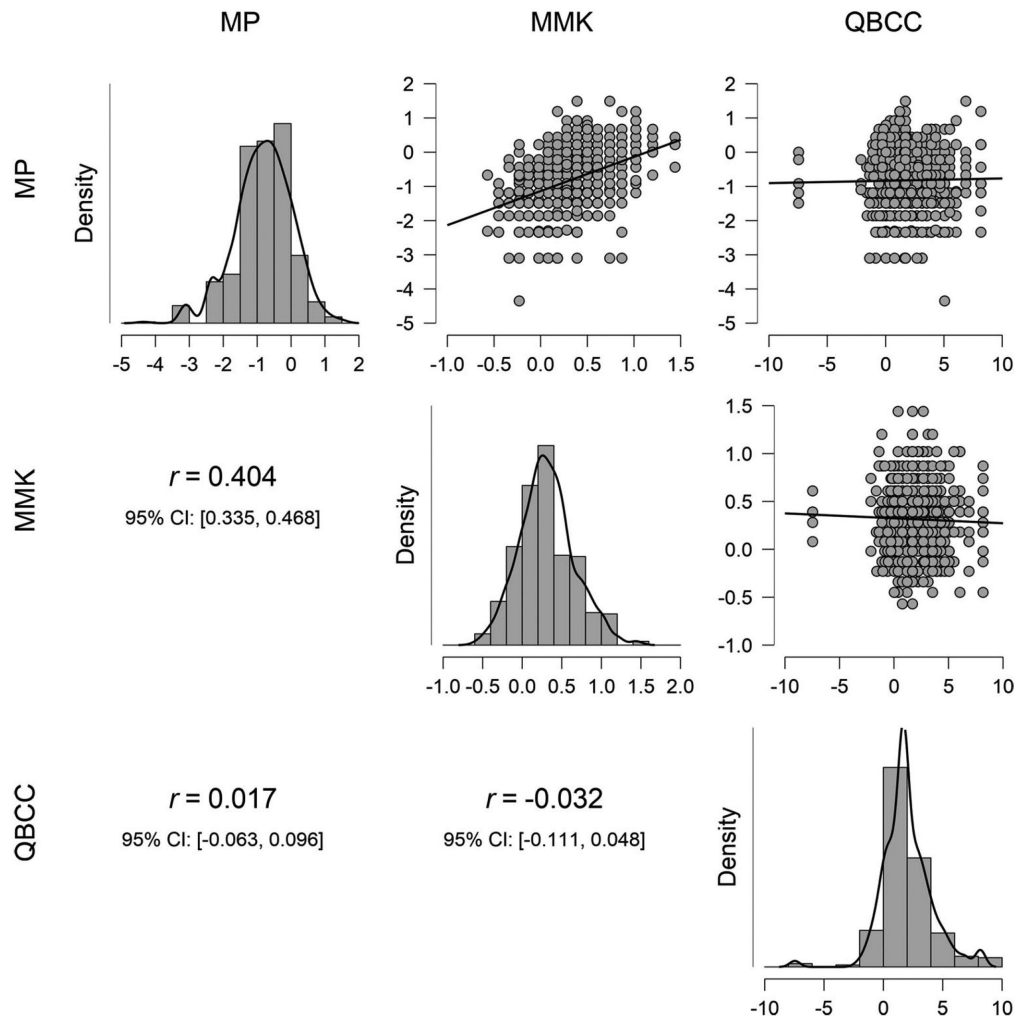 MP MMK QBCC
MP
Density
2
1
0
-1
-2
-3
-4
-5
2
1
0
-1
-2
-3
-4
-5
-5 -4 -3 -2 -1 0 1 2
-1.0 -0.5 0.0 0.5 1.0 1.5
-10 -5 0 5 10
MMK
r = 0.404
95% CI: [0.335, 0.468]
Density
1.5
1.0
0.5
0.0
-0.5
-1.0
-1.0 -0.5 0.0 0.5 1.0 1.5 2.0
-10 -5 0 5 10
QBCC
r = 0.017
95% CI: [-0.063, 0.096]
r = -0.032
95% CI: [-0.111, 0.048]
Density
-10 -5 0 5 10